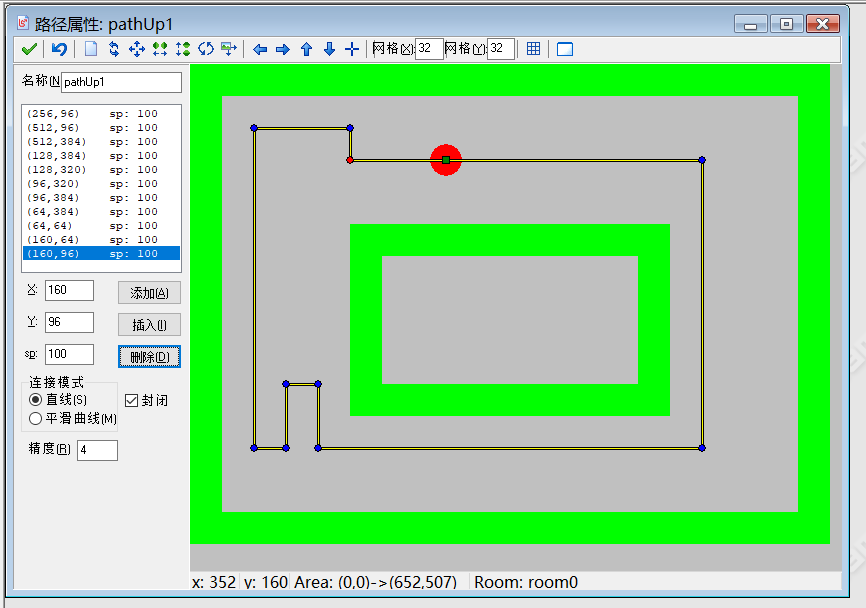 路径属性: pathUp1
网格(X): 32 网格(Y): 32
名称(N pathUp1
(256,96) sp: 100
(512,96) sp: 100
(512,384) sp: 100
(128,384) sp: 100
(128,320) sp: 100
(96,320) sp: 100
(96,384) sp: 100
(64,384) sp: 100
(64,64) sp: 100
(160,64) sp: 100
(160,96) sp: 100
X: 160 添加(A)
Y: 96 插入(I)
sp: 100 删除(D)
连接模式
直线(S) 封闭
平滑曲线(M)
精度(R) 4
x: 352 y: 160 Area: (0,0)->(652,507) Room: room0